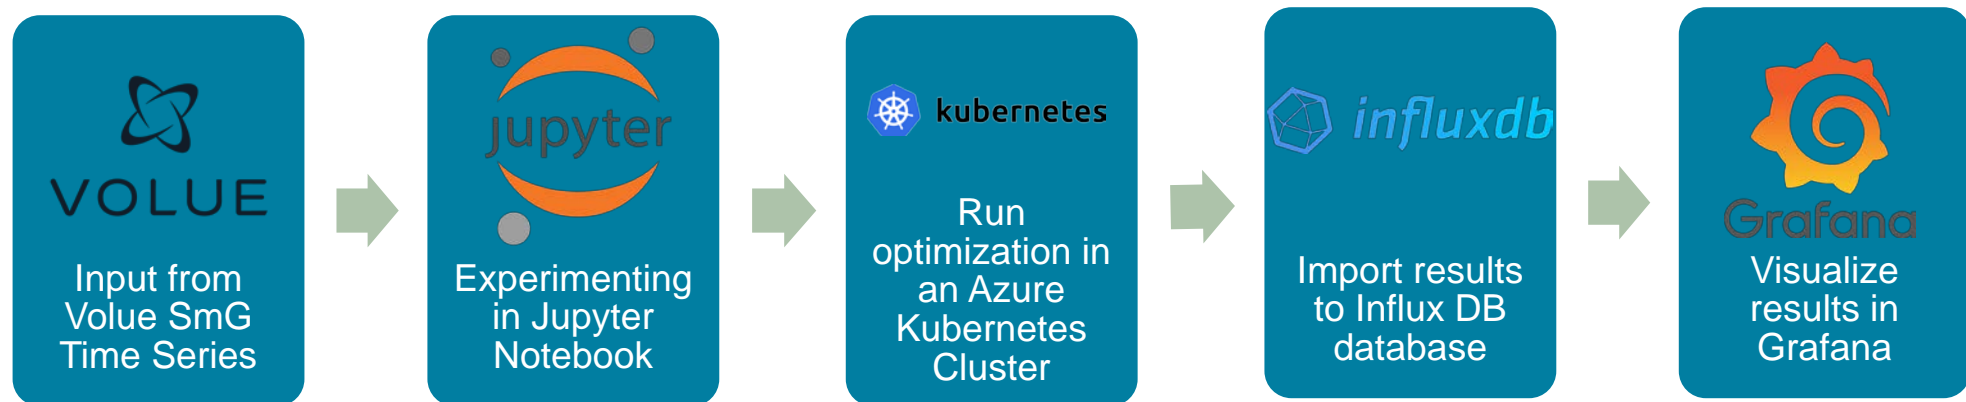 VOLUE
Input from
Volue SmG
Time Series
jupyter
Experimenting
in Jupyter
Notebook
kubernetes
Run
optimization in
an Azure
Kubernetes
Cluster
influxdb
Import results
to Influx DB
database
Grafana
Visualize
results in
Grafana